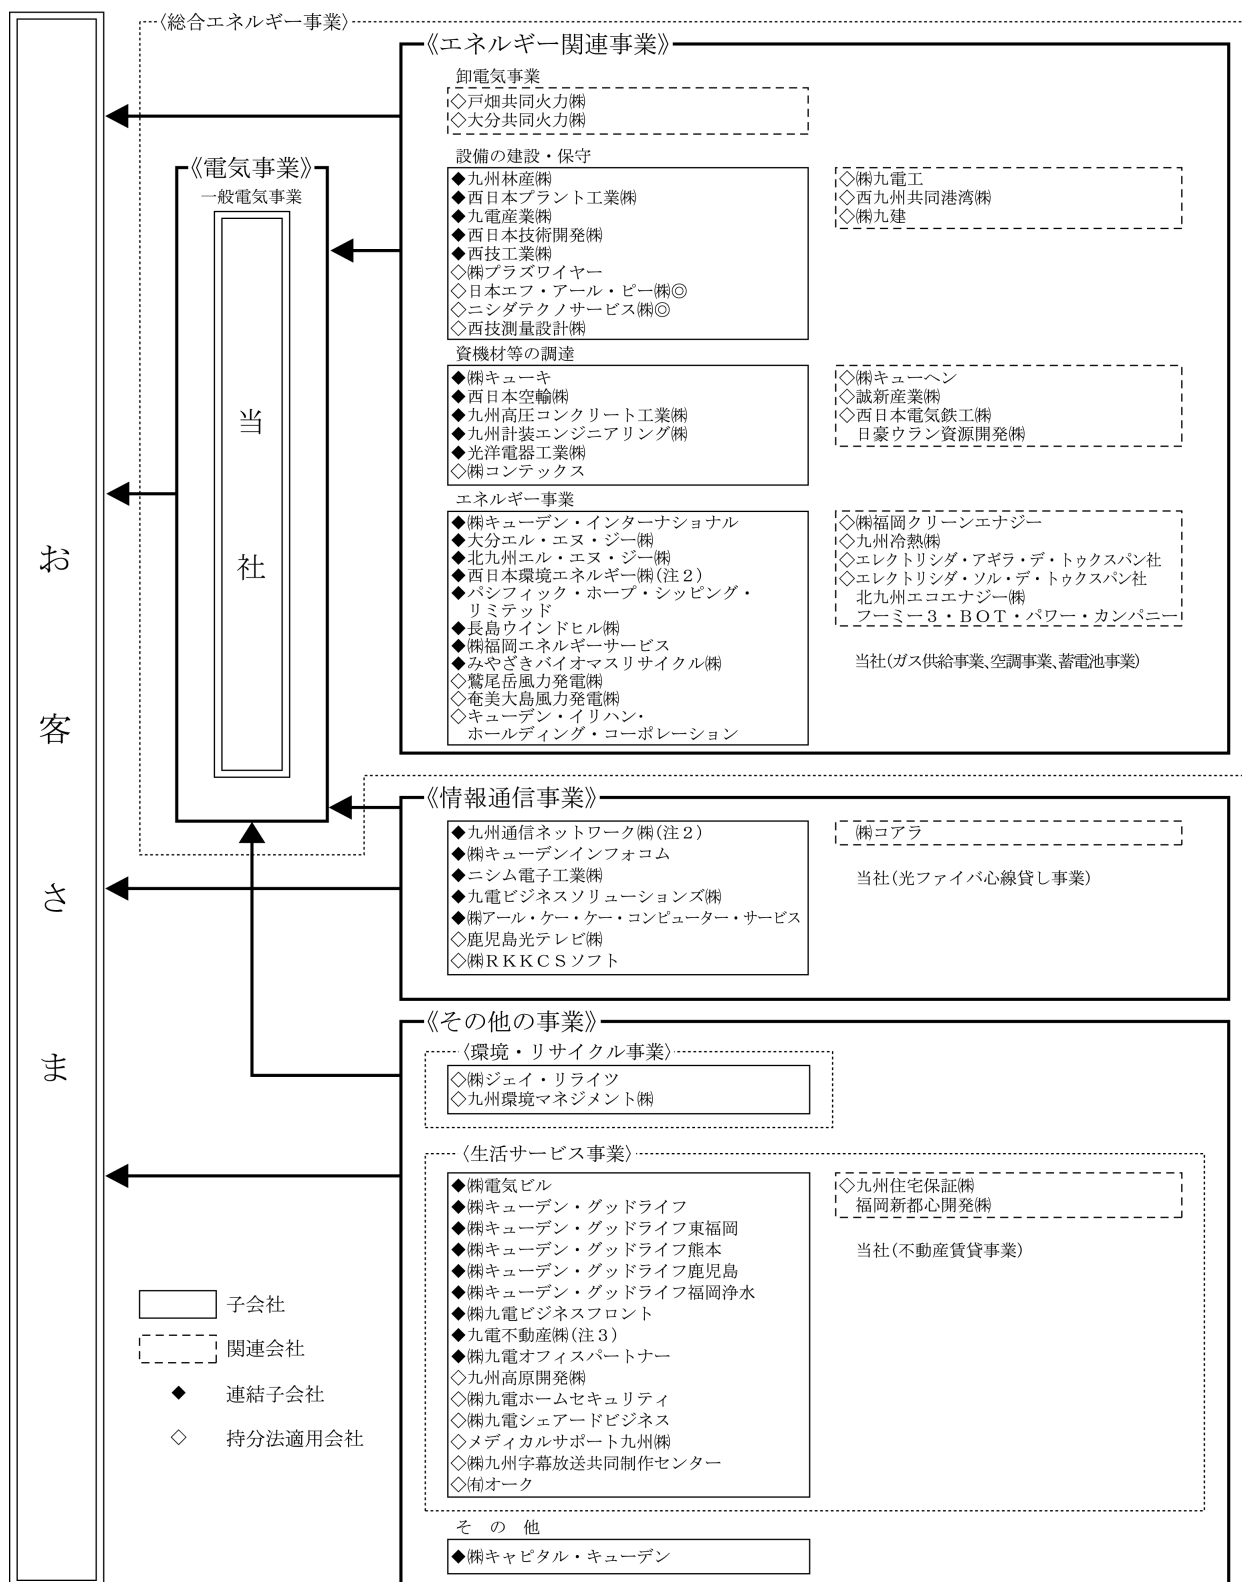 〈総合エネルギー事業〉
《エネルギー関連事業》
卸電気事業
◇戸畑共同火力㈱
◇大分共同火力㈱
《電気事業》
一般電気事業
当
社
設備の建設・保守
◆九州林産㈱
◆西日本プラント工業㈱
◆九電産業㈱
◆西日本技術開発㈱
◆西技工業㈱
◇㈱プラズワイヤー
◇日本エフ・アール・ピー㈱◎
◇ニシダテクノサービス㈱◎
◇西技測量設計㈱
◇㈱九電工
◇西九州共同港湾㈱
◇㈱九建
資機材等の調達
◆㈱キューキ
◆西日本空輸㈱
◆九州高圧コンクリート工業㈱
◆九州計装エンジニアリング㈱
◆光洋電器工業㈱
◇㈱コンテックス
◇㈱キューヘン
◇誠新産業㈱
◇西日本電気鉄工㈱
日豪ウラン資源開発㈱
エネルギー事業
◆㈱キューデン・インターナショナル
◆大分エル・エヌ・ジー㈱
◆北九州エル・エヌ・ジー㈱
◆西日本環境エネルギー㈱(注２)
◆パシフィック・ホープ・シッピング・
リミテッド
◆長島ウインドヒル㈱
◆㈱福岡エネルギーサービス
◆みやざきバイオマスリサイクル㈱
◇鷲尾岳風力発電㈱
◇奄美大島風力発電㈱
◇キューデン・イリハン・
ホールディング・コーポレーション
◇㈱福岡クリーンエナジー
◇九州冷熱㈱
◇エレクトリシダ・アギラ・デ・トゥクスパン社
◇エレクトリシダ・ソル・デ・トゥクスパン社
北九州エコエナジー㈱
フーミー３・ＢＯＴ・パワー・カンパニー
当社(ガス供給事業、空調事業、蓄電池事業)
《情報通信事業》
◆九州通信ネットワーク㈱(注２)
◆㈱キューデンインフォコム
◆ニシム電子工業㈱
◆九電ビジネスソリューションズ㈱
◆㈱アール・ケー・ケー・コンピューター・サービス
◇鹿児島光テレビ㈱
◇㈱ＲＫＫＣＳソフト
㈱コアラ
当社(光ファイバ心線貸し事業)
《その他の事業》
〈環境・リサイクル事業〉
◇㈱ジェイ・リライツ
◇九州環境マネジメント㈱
〈生活サービス事業〉
◆㈱電気ビル
◆㈱キューデン・グッドライフ
◆㈱キューデン・グッドライフ東福岡
◆㈱キューデン・グッドライフ熊本
◆㈱キューデン・グッドライフ鹿児島
◆㈱キューデン・グッドライフ福岡浄水
◆㈱九電ビジネスフロント
◆九電不動産㈱(注３)
◆㈱九電オフィスパートナー
◇九州高原開発㈱
◇㈱九電ホームセキュリティ
◇㈱九電シェアードビジネス
◇メディカルサポート九州㈱
◇㈱九州字幕放送共同制作センター
◇㈲オーク
◇九州住宅保証㈱
福岡新都心開発㈱
当社(不動産賃貸事業)
そ の 他
◆㈱キャピタル・キューデン
お
客
さ
ま
子会社
関連会社
◆ 連結子会社
◇ 持分法適用会社